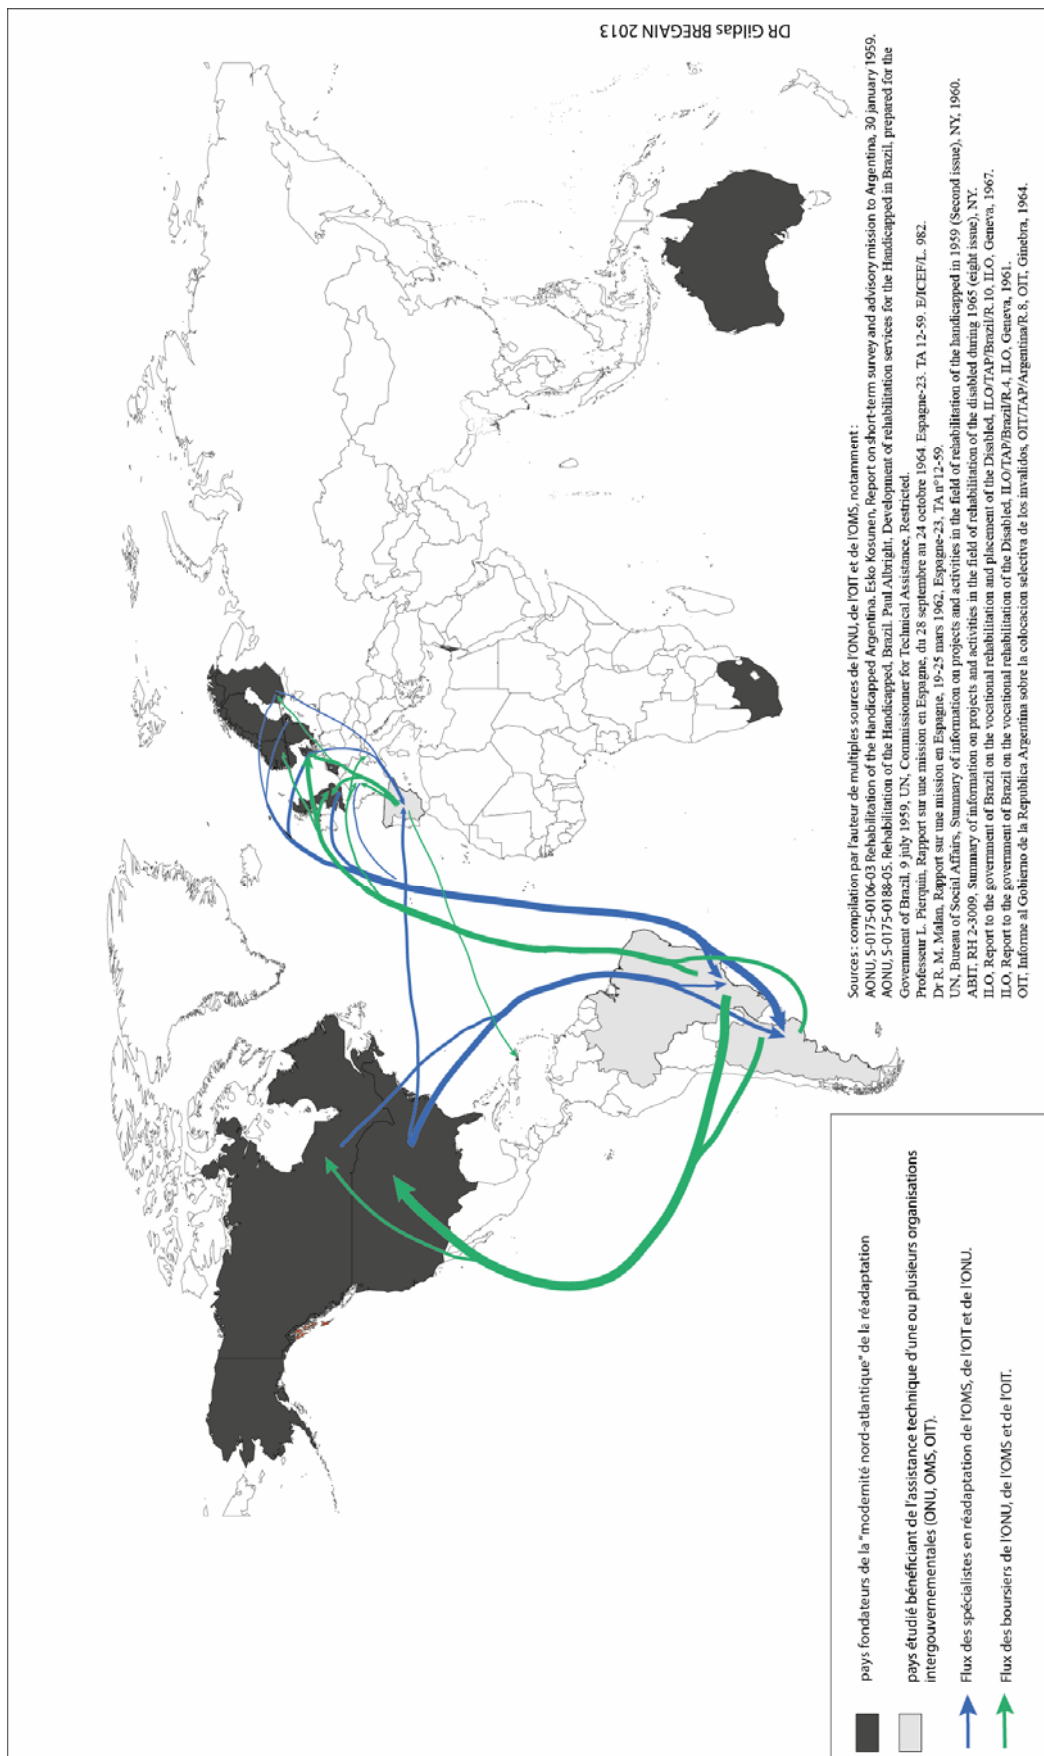 DR Gildas BREGAIN 2013
Sources : compilation par l'auteur de multiples sources de l'ONU, de l'OIT et de l'OMS, notamment :
AONU, S-0175-0106-03 Rehabilitation of the Handicapped Argentina. Esko Kosunen, Report on short-term survey and advisory mission to Argentina, 30 january 1959.
AONU, S-0175-0188-05. Rehabilitation of the Handicapped, Brazil. Paul Albright, Development of rehabilitation services for the Handicapped in Brazil, prepared for the
Government of Brazil, 9 july 1959, UN, Commissionner for Technical Assistance, Restricted.
Professeur L. Pierquin, Rapport sur une mission en Espagne, du 28 septembre au 24 octobre 1964. Espagne-23. TA 12-59. E/ICEF/L. 982.
Dr R. M. Malan, Rapport sur une mission en Espagne, 19-25 mars 1962, Espagne-23, TA n°12-59.
UN, Bureau of Social Affairs, Summary of information on projects and activities in the field of rehabilitation of the handicapped in 1959 (Second issue), NY, 1960.
ABIT, RH 2-3009, Summary of information on projects and activities in the field of rehabilitation of the disabled during 1965 (eight issue), NY.
ILO, Report to the government of Brazil on the vocational rehabilitation and placement of the Disabled, ILO/TAP/Brazil/R.10, ILO, Geneva, 1967.
ILO, Report to the government of Brazil on the vocational rehabilitation of the Disabled, ILO/TAP/Brazil/R.4, ILO, Geneva, 1961.
OIT, Informe al Gobierno de la Republica Argentina sobre la colocacion selectiva de los invalidos, OIT/TAP/Argentina/R.8, OIT, Ginebra, 1964.
pays fondateurs de la "modernité nord-atlantique" de la réadaptation
pays étudié bénéficiant de l'assistance technique d'une ou plusieurs organisations
intergouvernementales (ONU, OMS, OIT).
Flux des spécialistes en réadaptation de l'OMS, de l'OIT et de l'ONU.
Flux des boursiers de l'ONU, de l'OMS et de l'OIT.